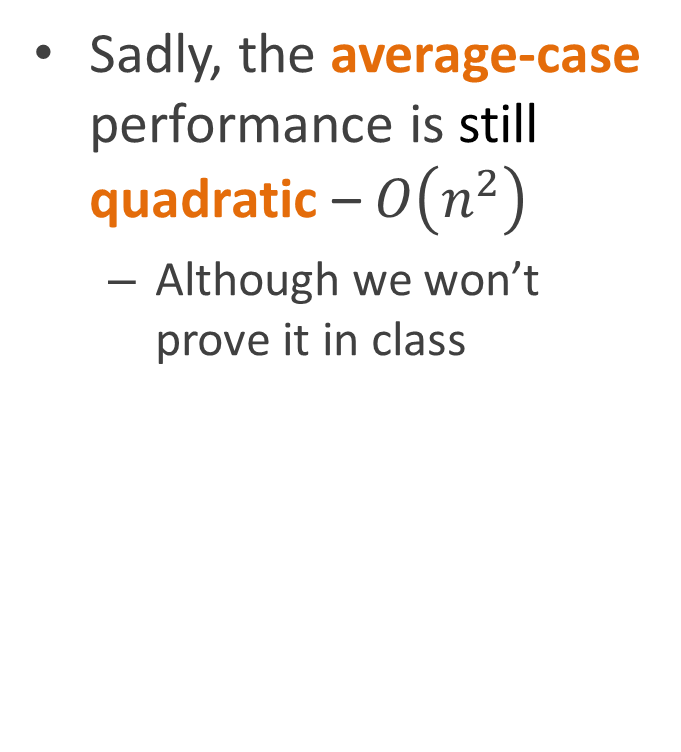 • Sadly, the average-case
performance is still
quadratic – O(n²)
– Although we won’t
prove it in class